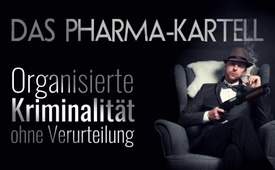 DAS PHARMA-KARTELL
Organisierte
Kriminalität
ohne Verurteilung